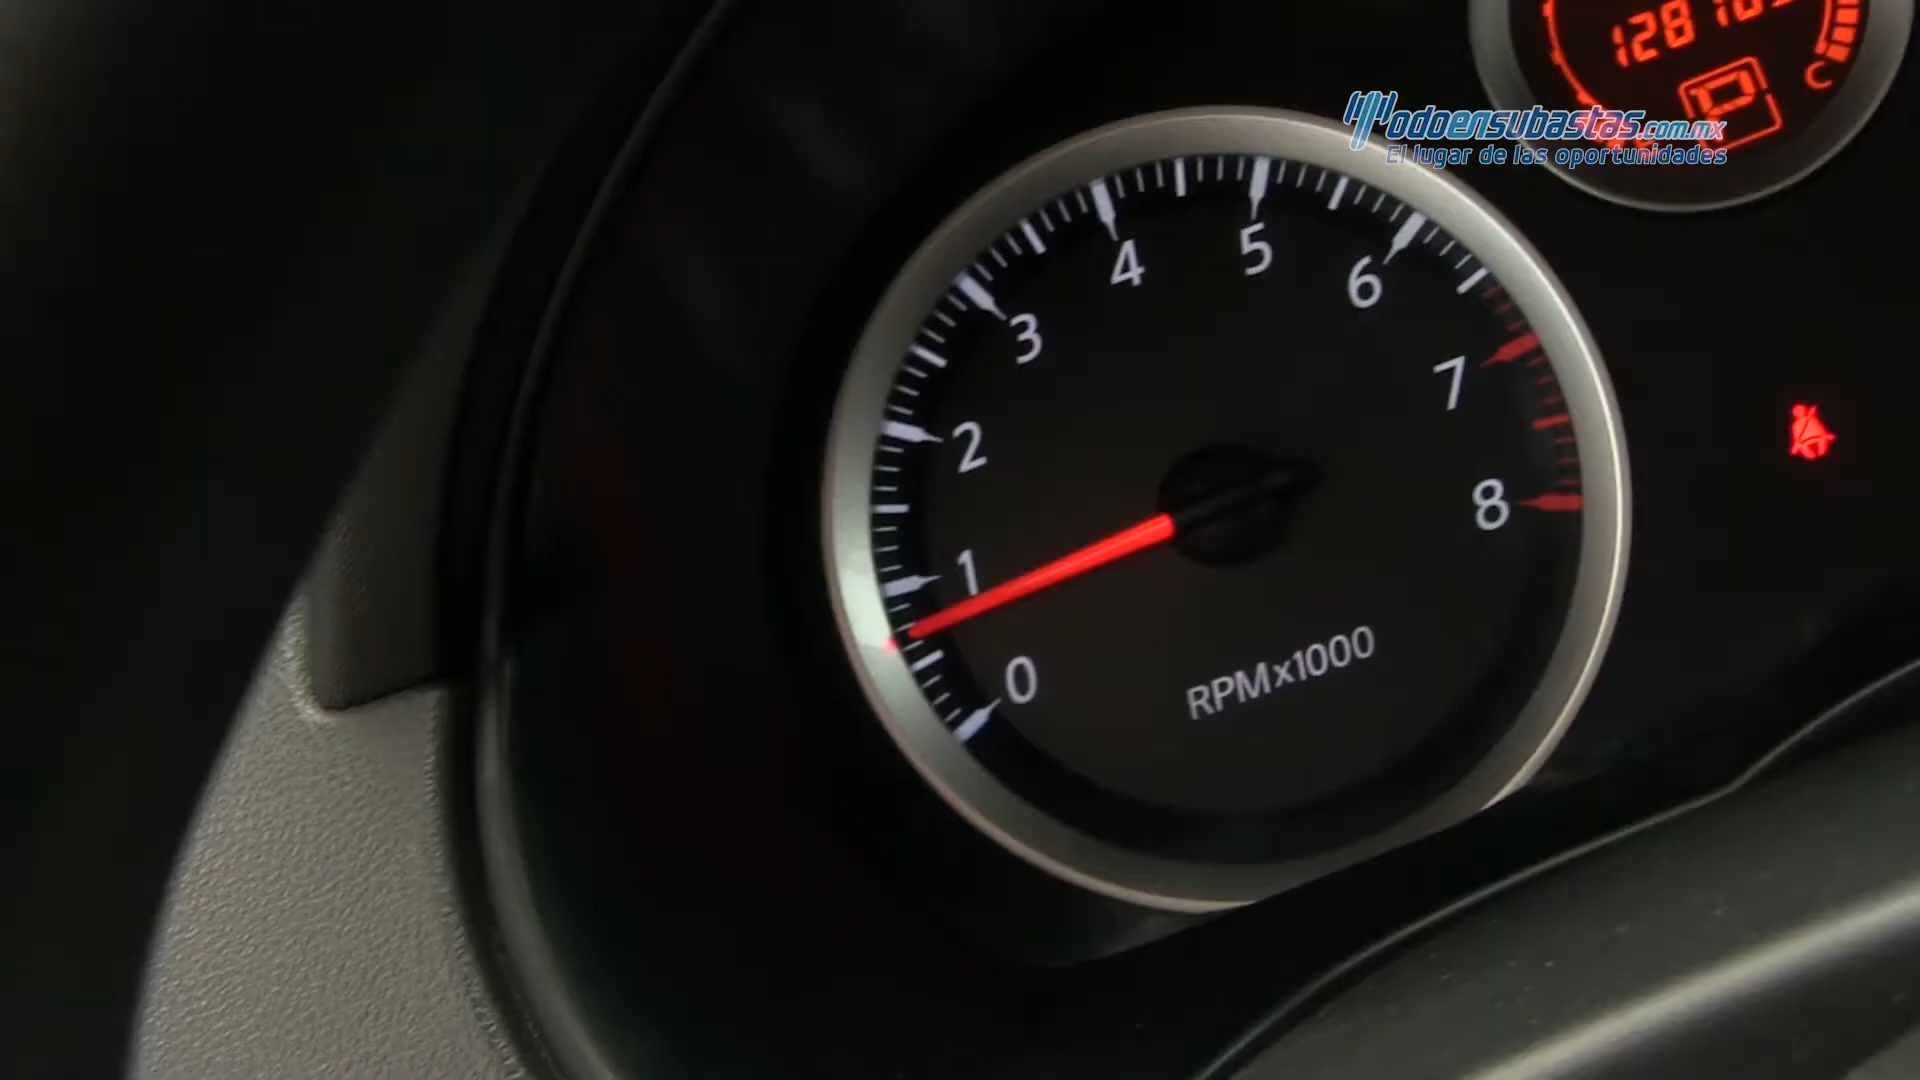 C
P
Todoensubastas.com.mx
El lugar de las oportunidades
0
1
2
3
4
5
6
7
8
RPMx1000